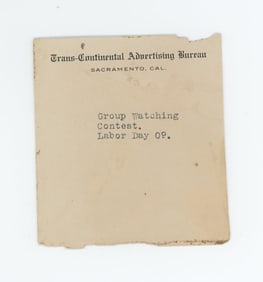 Trans-Continental Advertising Bureau
SACRAMENTO, CAL.
Group Watching
Contest.
Labor Day 09.